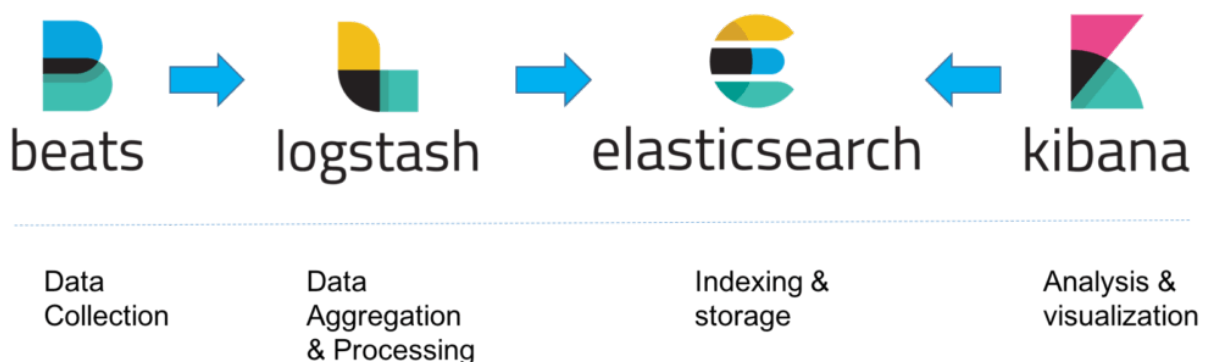 beats
logstash
elasticsearch
kibana
Data
Collection
Data
Aggregation
& Processing
Indexing &
storage
Analysis &
visualization